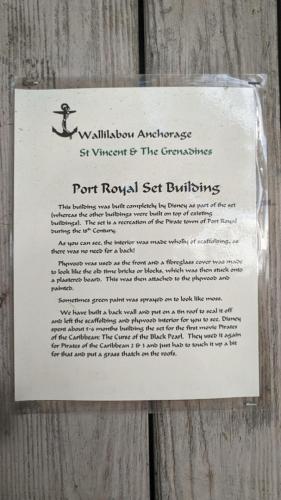 Wallilabou Anchorage
St Vincent & The Grenadines
Port Royal Set Building
This building was built completely by Disney as part of the set
(whereas the other buildings were built on top of existing
buildings). The set is a recreation of the Pirate town of Port Royal
during the 18th Century.
As you can see, the interior was made wholly of scaffolding, as
there was no need for a back!
Plywood was used as the front and a fibreglass cover was made
to look like the old time bricks or blocks, which was then stuck onto
a plastered board. This was then attached to the plywood and
painted.
Sometimes green paint was sprayed on to look like moss.
We have built a back wall and put on a tin roof to seal it off
and left the scaffolding and plywood interior for you to see. Disney
spent about 5-6 months building the set for the first movie Pirates
of the Caribbean: The Curse of the Black Pearl. They used it again
for Pirates of the Caribbean 2 & 3 and just had to touch it up a bit
for that and put a grass thatch on the roofs.